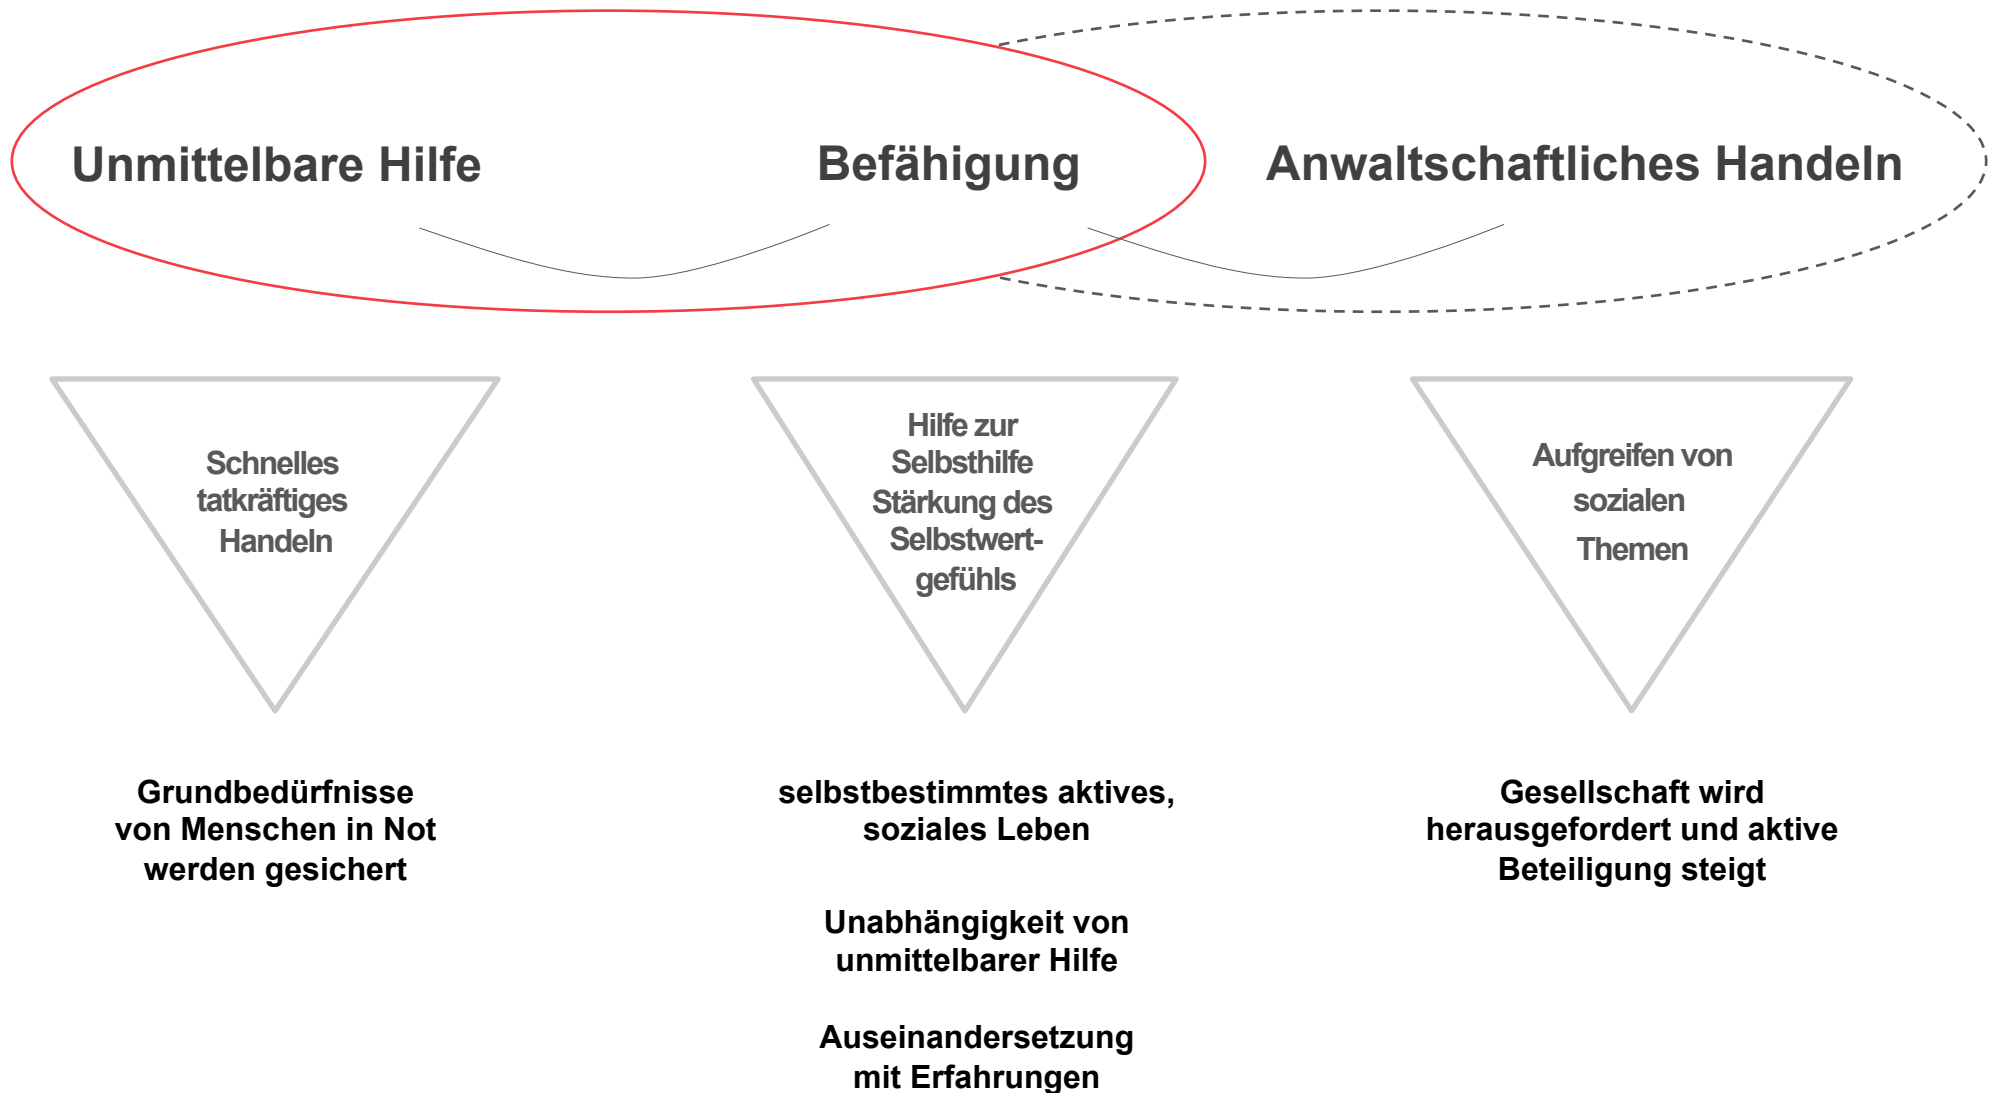 Unmittelbare Hilfe
Befähigung
Anwaltschaftliches Handeln
Schnelles
tatkräftiges
Handeln
Hilfe zur
Selbsthilfe
Stärkung des
Selbstwert-
gefühls
Aufgreifen von
sozialen
Themen
Grundbedürfnisse
von Menschen in Not
werden gesichert
selbstbestimmtes aktives,
soziales Leben
Unabhängigkeit von
unmittelbarer Hilfe
Auseinandersetzung
mit Erfahrungen
Gesellschaft wird
herausgefordert und aktive
Beteiligung steigt